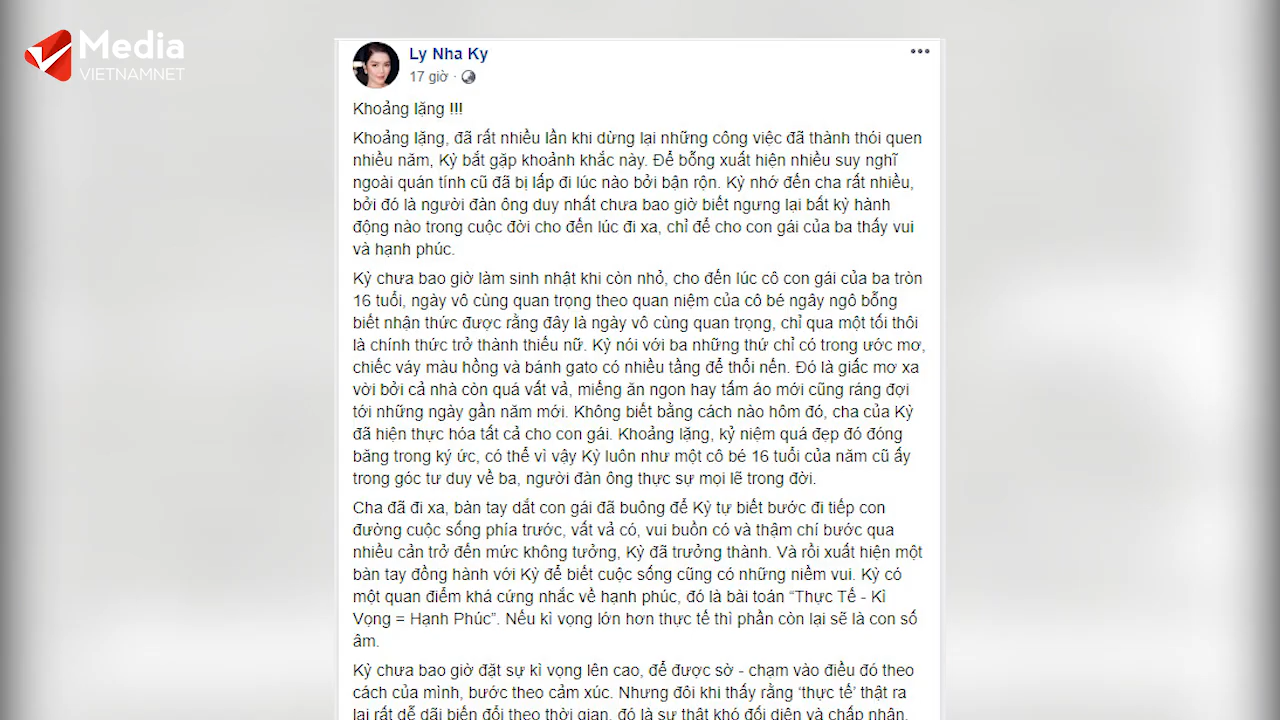 Media
VIETNAMNET
Ly Nha Ky
17 giờ ·
Khoảng lặng !!!
Khoảng lặng, đã rất nhiều lần khi dừng lại những công việc đã thành thói quen
nhiều năm, Kỳ bắt gặp khoảnh khắc này. Để bỗng xuất hiện nhiều suy nghĩ
ngoài quán tính cũ đã bị lấp đi lúc nào bởi bận rộn. Kỳ nhớ đến cha rất nhiều,
bởi đó là người đàn ông duy nhất chưa bao giờ biết ngưng lại bất kỳ hành
động nào trong cuộc đời cho đến lúc đi xa, chỉ để cho con gái của ba thấy vui
và hạnh phúc.
Kỳ chưa bao giờ làm sinh nhật khi còn nhỏ, cho đến lúc cô con gái của ba tròn
16 tuổi, ngày vô cùng quan trọng theo quan niệm của cô bé ngây ngô bỗng
biết nhận thức được rằng đây là ngày vô cùng quan trọng, chỉ qua một tối thôi
là chính thức trở thành thiếu nữ. Kỳ nói với ba những thứ chỉ có trong ước mơ,
chiếc váy màu hồng và bánh gato có nhiều tầng để thổi nến. Đó là giấc mơ xa
vời bởi cả nhà còn quá vất vả, miếng ăn ngon hay tấm áo mới cũng ráng đợi
tới những ngày gần năm mới. Không biết bằng cách nào hôm đó, cha của Kỳ
đã hiện thực hóa tất cả cho con gái. Khoảng lặng, kỷ niệm quá đẹp đó đóng
băng trong ký ức, có thể vì vậy Kỳ luôn như một cô bé 16 tuổi của năm cũ ấy
trong góc tư duy về ba, người đàn ông thực sự mọi lẽ trong đời.
Cha đã đi xa, bàn tay dắt con gái đã buông để Kỳ tự biết bước đi tiếp con
đường cuộc sống phía trước, vất vả có, vui buồn có và thậm chí bước qua
nhiều cản trở đến mức không tưởng, Kỳ đã trưởng thành. Và rồi xuất hiện một
bàn tay đồng hành với Kỳ để biết cuộc sống cũng có những niềm vui. Kỳ có
một quan điểm khá cứng nhắc về hạnh phúc, đó là bài toán “Thực Tế - Kì
Vọng = Hạnh Phúc”. Nếu kì vọng lớn hơn thực tế thì phần còn lại sẽ là con số
âm.
Kỳ chưa bao giờ đặt sự kì vọng lên cao, để được sờ - chạm vào điều đó theo
cách của mình, bước theo cảm xúc. Nhưng đôi khi thấy rằng ‘thực tế’ thật ra
lại rất dễ dãi biến đổi theo thời gian, đó là sự thật khó đối diện và chấp nhận.